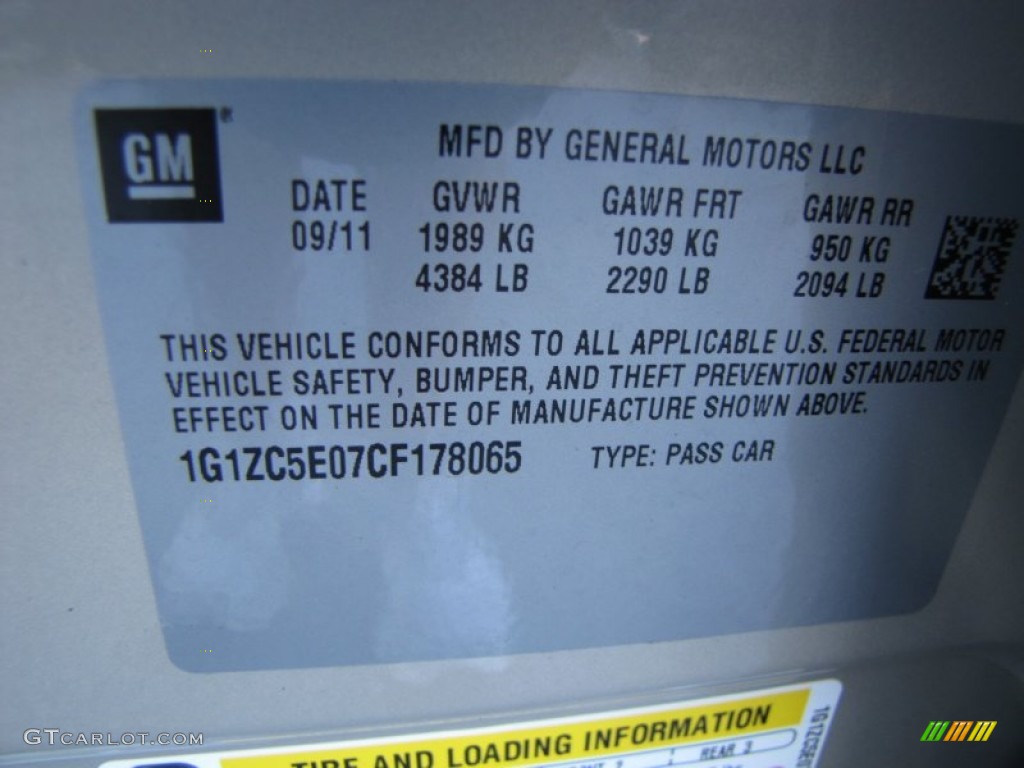 GM®
MFD BY GENERAL MOTORS LLC
DATE GVWR GAWR FRT GAWR RR
09/11 1989 KG 1039 KG 950 KG
4384 LB 2290 LB 2094 LB
THIS VEHICLE CONFORMS TO ALL APPLICABLE U.S. FEDERAL MOTOR
VEHICLE SAFETY, BUMPER, AND THEFT PREVENTION STANDARDS IN
EFFECT ON THE DATE OF MANUFACTURE SHOWN ABOVE.
1G1ZC5E07CF178065 TYPE: PASS CAR
TIRE AND LOADING INFORMATION
REAR 3
1G1ZC5E0
GTCARLOT.COM